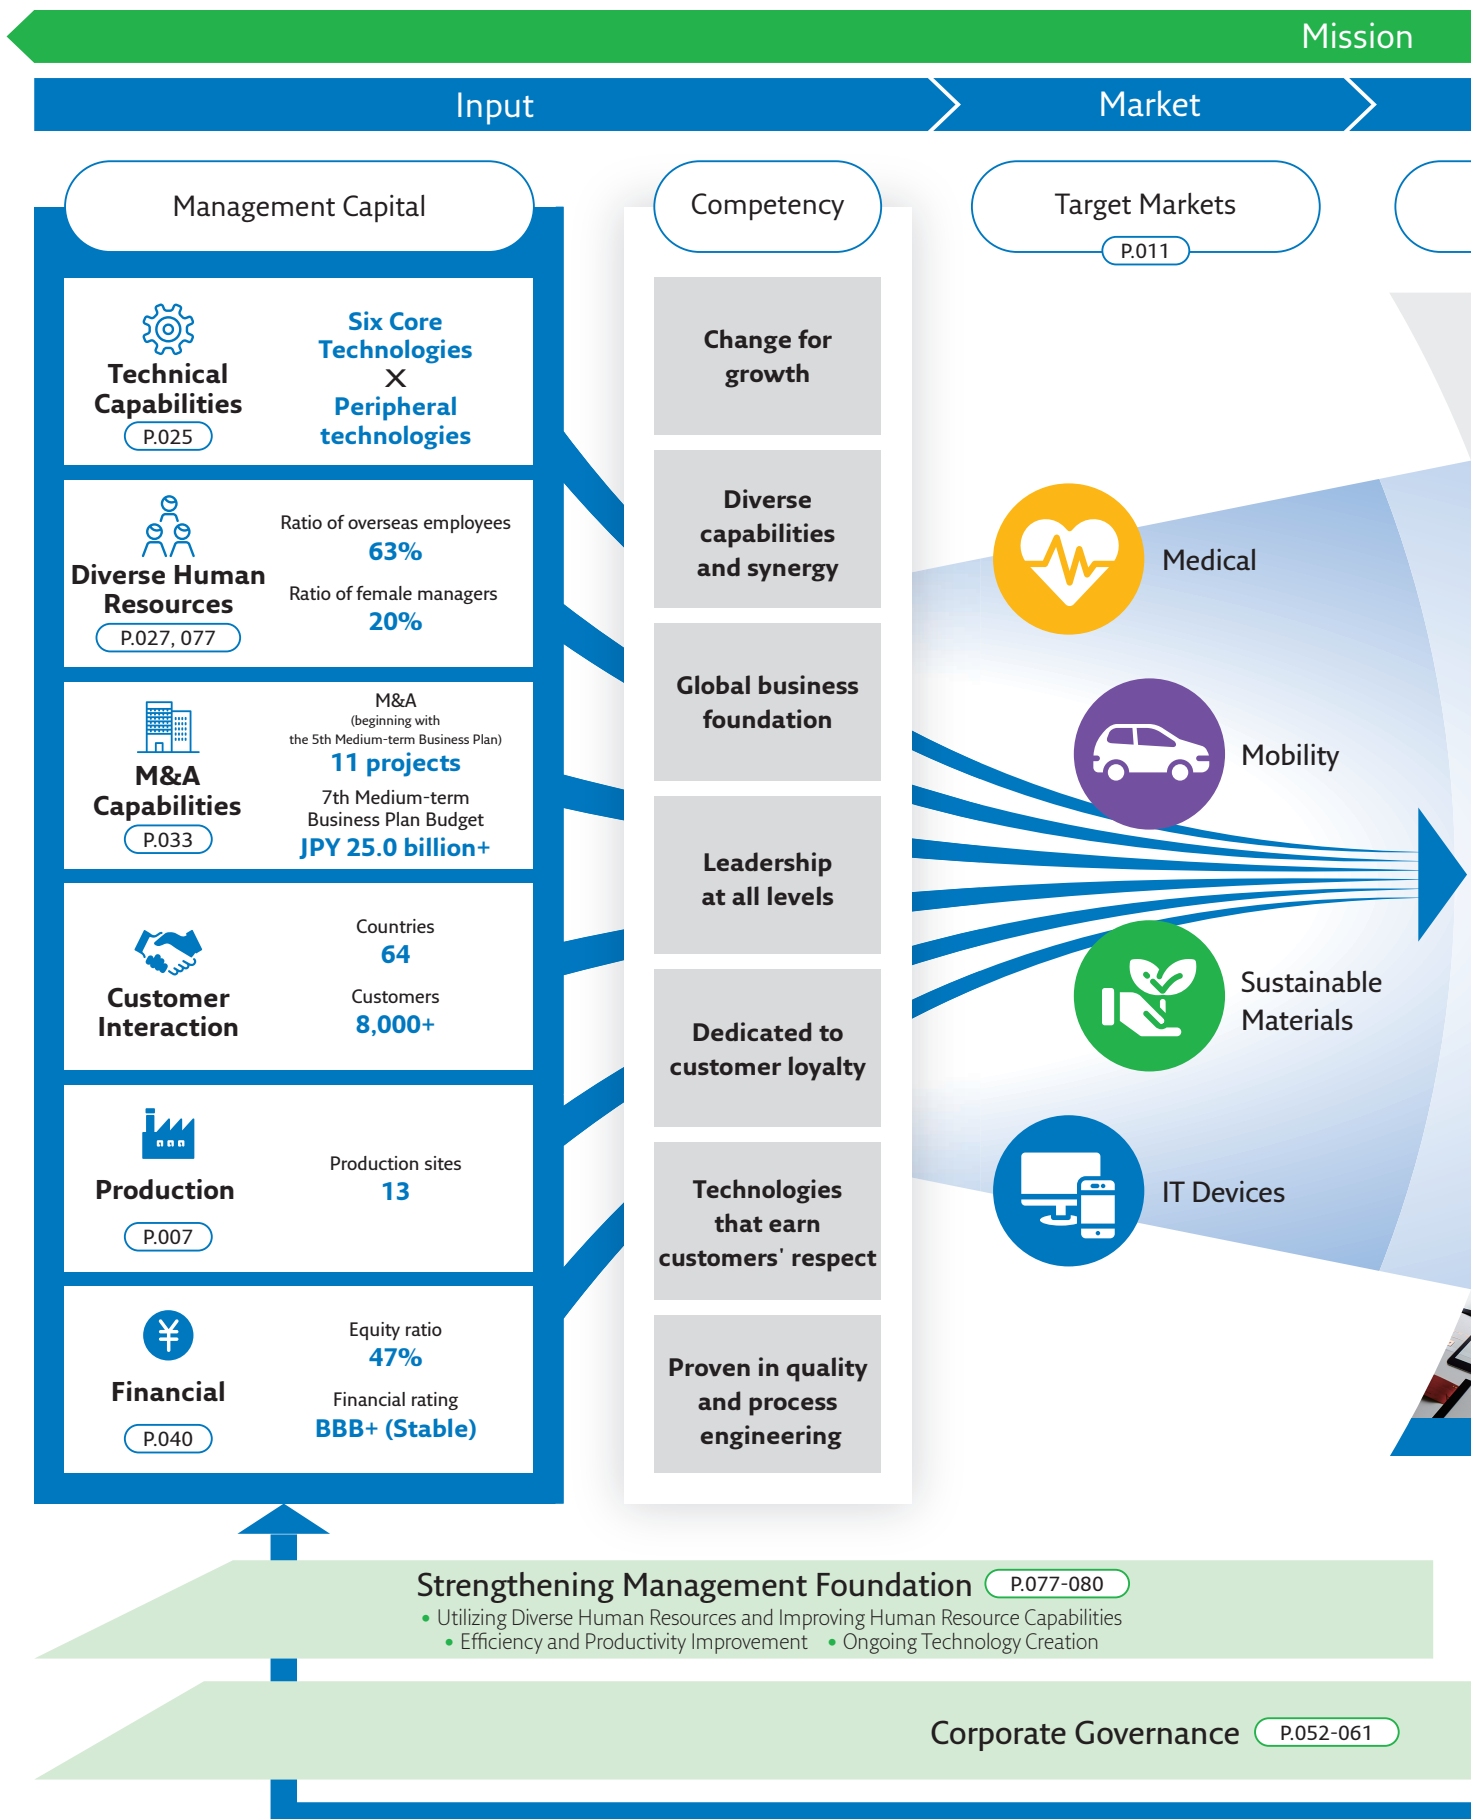 Mission
Input
Market
Management Capital
Competency
Target Markets
P.011
Technical
Capabilities
P.025
Six Core
Technologies
X
Peripheral
technologies
Diverse Human
Resources
P.027, 077
Ratio of overseas employees
63%
Ratio of female managers
20%
M&A
Capabilities
P.033
M&A
(beginning with
the 5th Medium-term Business Plan)
11 projects
7th Medium-term
Business Plan Budget
JPY 25.0 billion+
Customer
Interaction
Countries
64
Customers
8,000+
Production
P.007
Production sites
13
Financial
P.040
Equity ratio
47%
Financial rating
BBB+ (Stable)
Change for
growth
Diverse
capabilities
and synergy
Global business
foundation
Leadership
at all levels
Dedicated to
customer loyalty
Technologies
that earn
customers' respect
Proven in quality
and process
engineering
Medical
Mobility
Sustainable
Materials
IT Devices
Strengthening Management Foundation P.077-080
• Utilizing Diverse Human Resources and Improving Human Resource Capabilities
• Efficiency and Productivity Improvement • Ongoing Technology Creation
Corporate Governance P.052-061